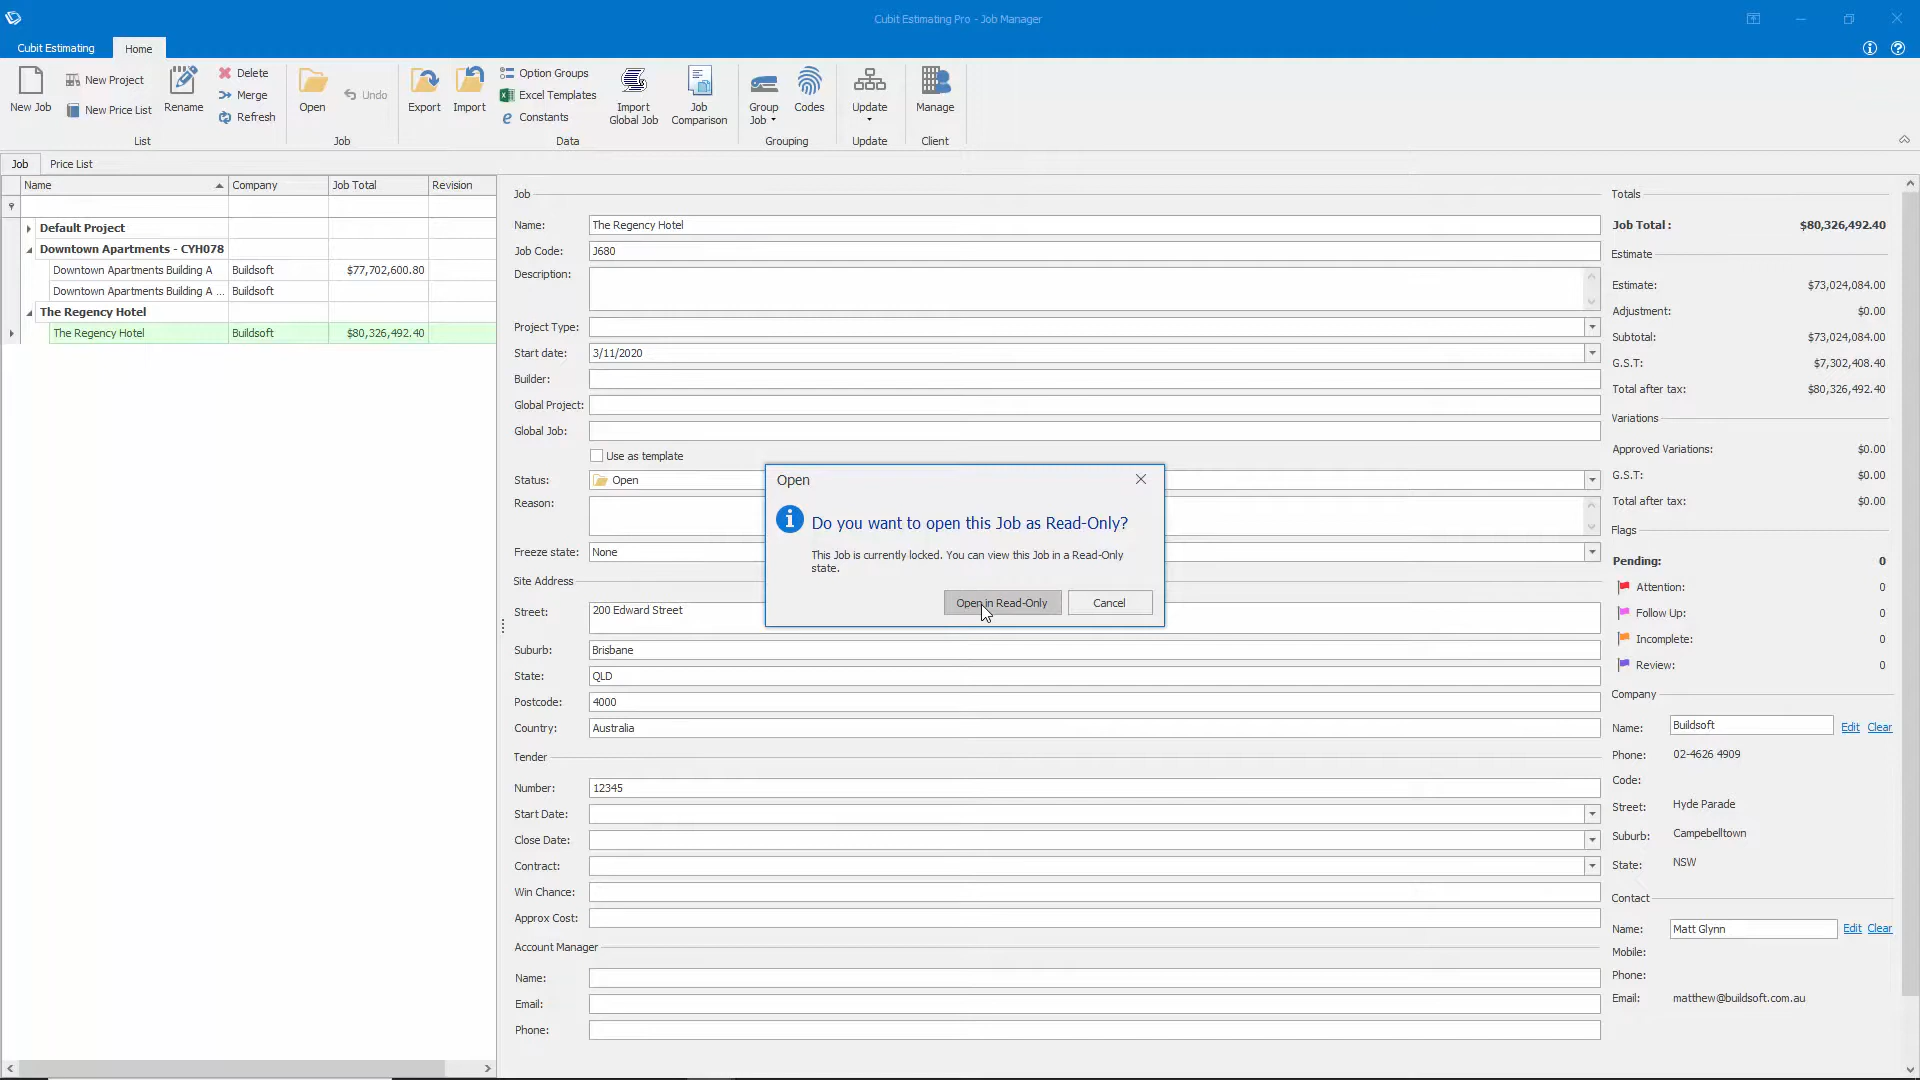 Cubit Estimating Pro - Job Manager
Cubit Estimating
Home
New Job
New Project
New Price List
Rename
Delete
Merge
Refresh
List
Open
Undo
Job
Export
Import
Option Groups
Excel Templates
Constants
Import Global Job
Job Comparison
Data
Group Job
Codes
Grouping
Update
Update
Manage
Client
Job
Price List
Name
Company
Job Total
Revision
Default Project
Downtown Apartments - CYH078
Downtown Apartments Building A Buildsoft $77,702,600.80
Downtown Apartments Building A ... Buildsoft
The Regency Hotel
The Regency Hotel Buildsoft $80,326,492.40
Job
Name: The Regency Hotel
Job Code: J680
Description:
Project Type:
Start date: 3/11/2020
Builder:
Global Project:
Global Job:
Use as template
Status: Open
Reason:
Freeze state: None
Site Address
Street: 200 Edward Street
Suburb: Brisbane
State: QLD
Postcode: 4000
Country: Australia
Tender
Number: 12345
Start Date:
Close Date:
Contract:
Win Chance:
Approx Cost:
Account Manager
Name:
Email:
Phone:
Open
Do you want to open this Job as Read-Only?
This Job is currently locked. You can view this Job in a Read-Only
state.
Open in Read-Only
Cancel
Totals
Job Total : $80,326,492.40
Estimate
Estimate: $73,024,084.00
Adjustment: $0.00
Subtotal: $73,024,084.00
G.S.T: $7,302,408.40
Total after tax: $80,326,492.40
Variations
Approved Variations: $0.00
G.S.T: $0.00
Total after tax: $0.00
Flags
Pending: 0
Attention: 0
Follow Up: 0
Incomplete: 0
Review: 0
Company
Name: Buildsoft Edit Clear
Phone: 02-4626 4909
Code:
Street: Hyde Parade
Suburb: Campebelltown
State: NSW
Contact
Name: Matt Glynn Edit Clear
Mobile:
Phone:
Email: matthew@buildsoft.com.au